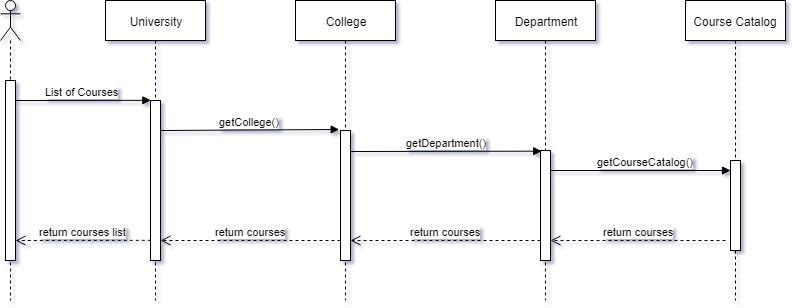 University
College
Department
Course Catalog
List of Courses
getCollege()
getDepartment()
getCourseCatalog()
return courses list
return courses
return courses
return courses